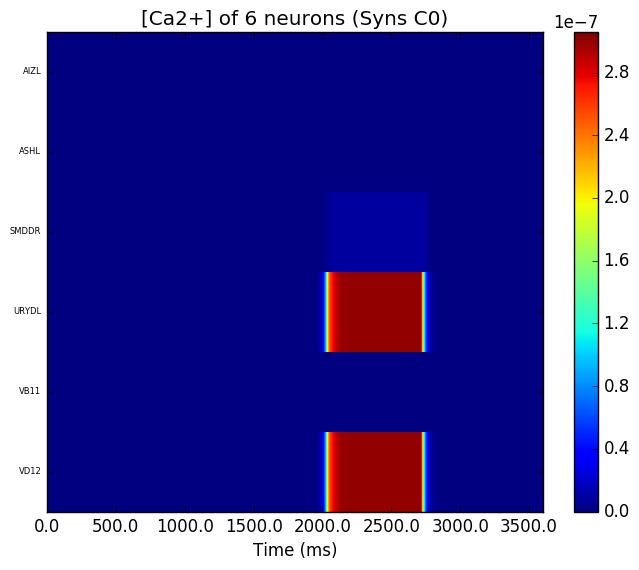 [Ca2+] of 6 neurons (Syns C0)
1e−7
AIZL
ASHL
SMDDR
URYDL
VB11
VD12
2.8
2.4
2.0
1.6
1.2
0.8
0.4
0.0
0.0 500.0 1000.0 1500.0 2000.0 2500.0 3000.0 3500.0
Time (ms)